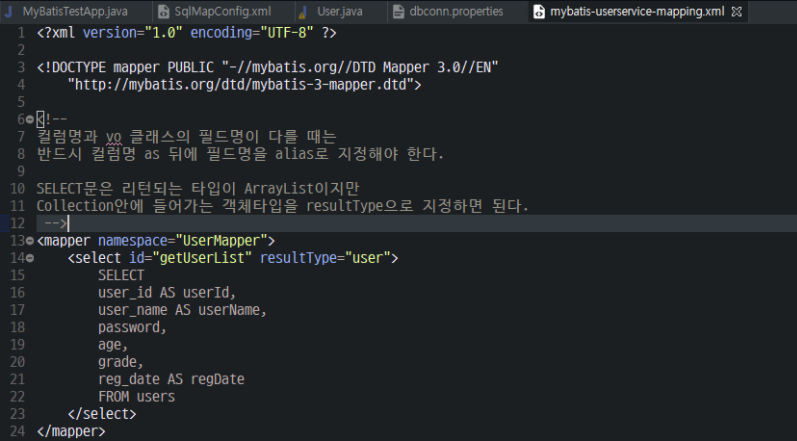 MyBatisTestApp.java SqlMapConfig.xml User.java dbconn.properties mybatis-userservice-mapping.xml
1 <?xml version="1.0" encoding="UTF-8" ?>
2
3 <!DOCTYPE mapper PUBLIC "-//mybatis.org//DTD Mapper 3.0//EN"
4 "http://mybatis.org/dtd/mybatis-3-mapper.dtd">
5
6 <!--
7 컬럼명과 vo 클래스의 필드명이 다를 때는
8 반드시 컬럼명 as 뒤에 필드명을 alias로 지정해야 한다.
9
10 SELECT문은 리턴되는 타입이 ArrayList이지만
11 Collection안에 들어가는 객체타입을 resultType으로 지정하면 된다.
12 -->
13 <mapper namespace="UserMapper">
14 <select id="getUserList" resultType="user">
15 SELECT
16 user_id AS userId,
17 user_name AS userName,
18 password,
19 age,
20 grade,
21 reg_date AS regDate
22 FROM users
23 </select>
24 </mapper>